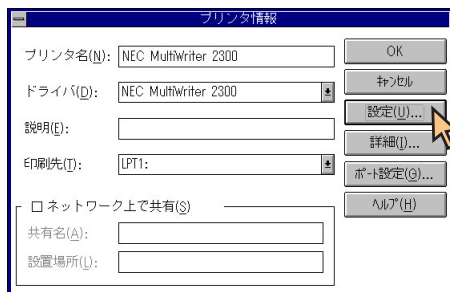 プリンタ情報
プリンタ名(N): NEC MultiWriter 2300
ドライバ(D): NEC MultiWriter 2300
説明(E):
印刷先(T): LPT1:
ネットワーク上で共有(S)
共有名(A):
設置場所(L):
OK
キャンセル
設定(U)...
詳細(I)...
ポート設定(G)...
ヘルプ(H)